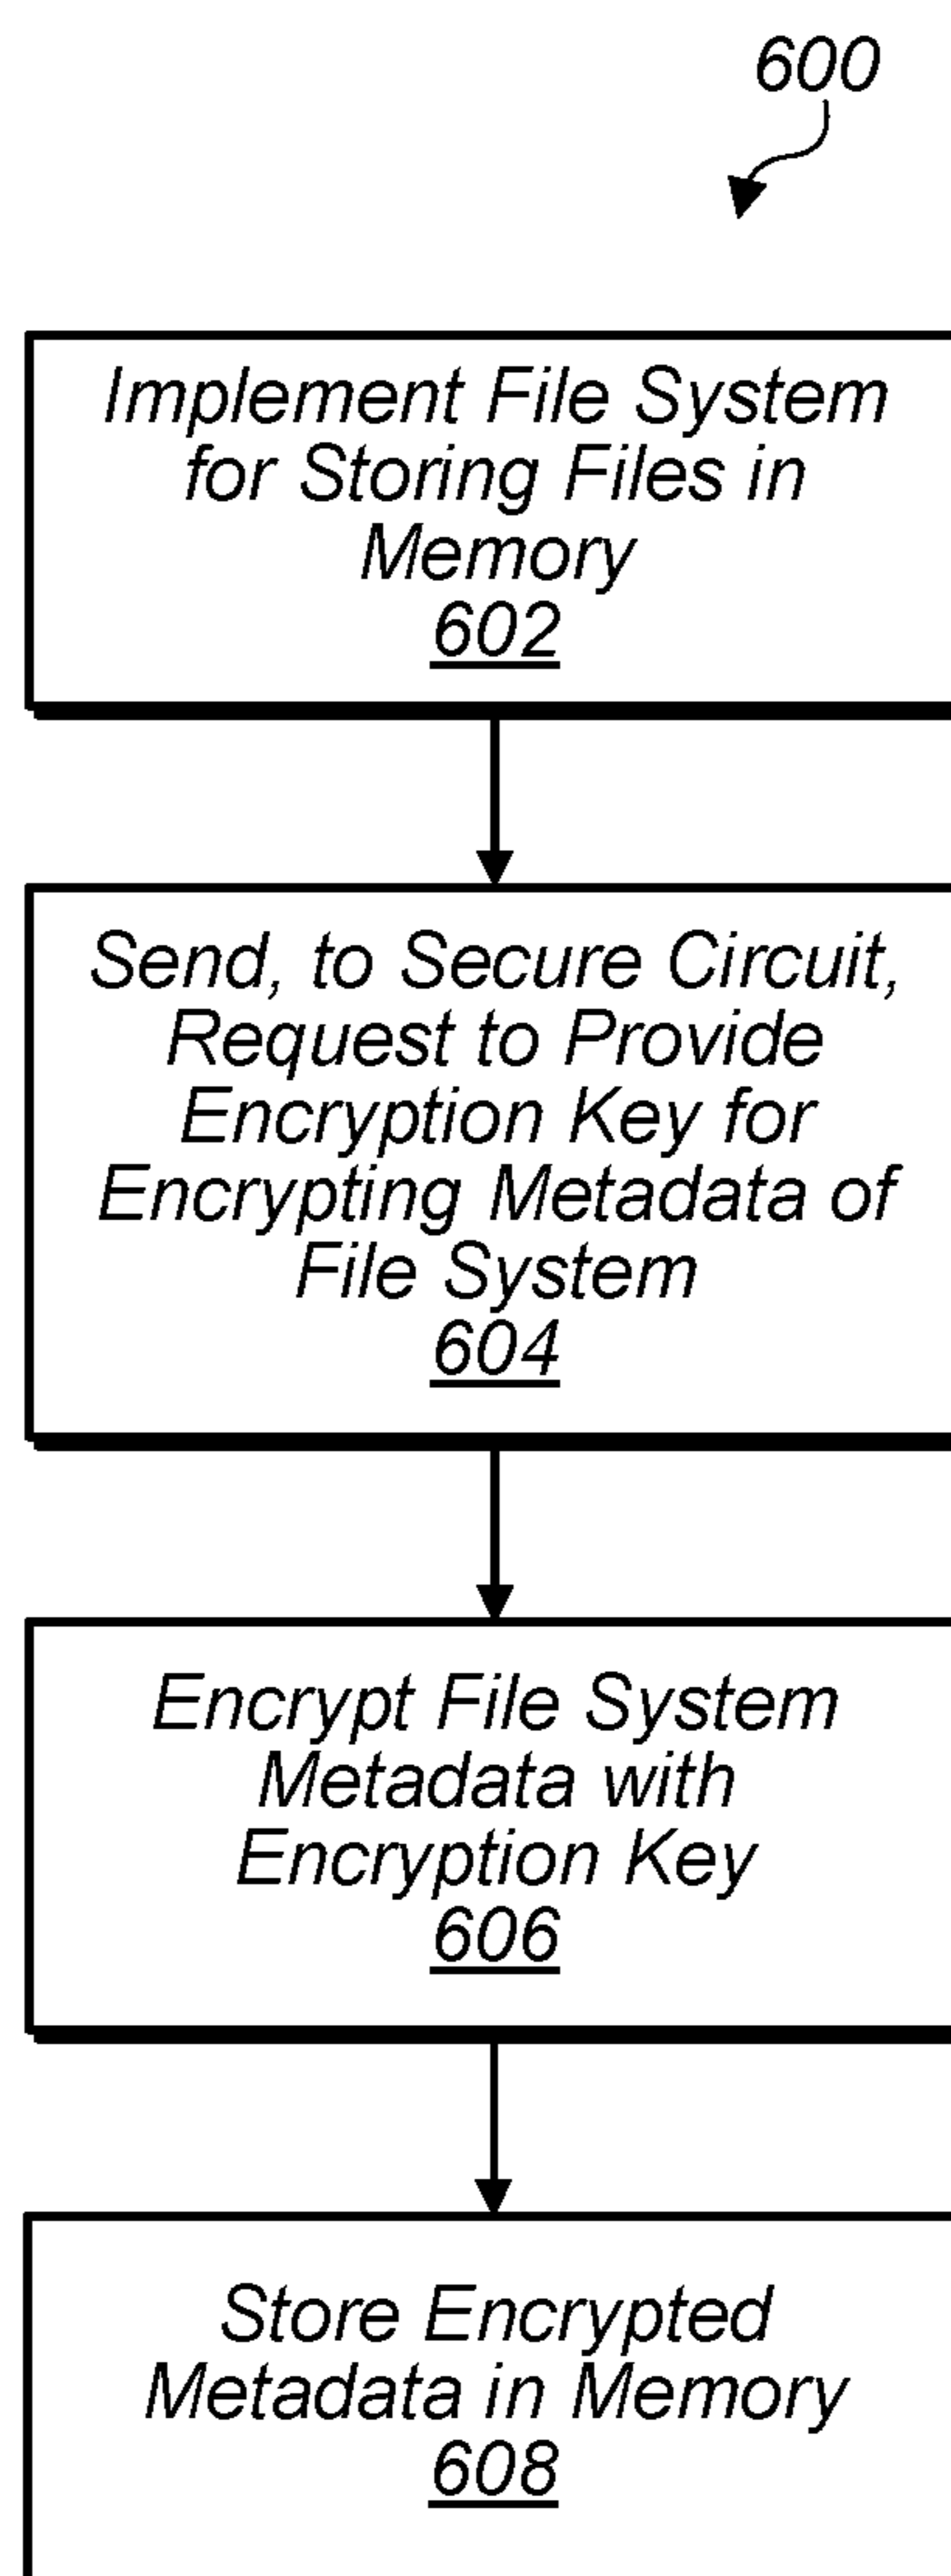 600
Implement File System
for Storing Files in
Memory
602
Send, to Secure Circuit,
Request to Provide
Encryption Key for
Encrypting Metadata of
File System
604
Encrypt File System
Metadata with
Encryption Key
606
Store Encrypted
Metadata in Memory
608